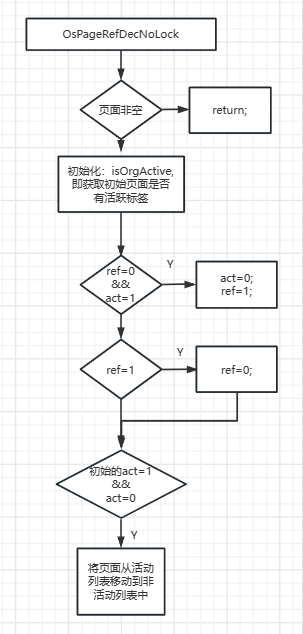 OsPageRefDecNoLock
页面非空
return;
初始化：isOrgActive,
即获取初始页面是否
有活跃标签
ref=0
&&
act=1
Y
act=0;
ref=1;
ref=1
Y
ref=0;
初始的act=1
&&
act=0
Y
将页面从活动
列表移动到非
活动列表中